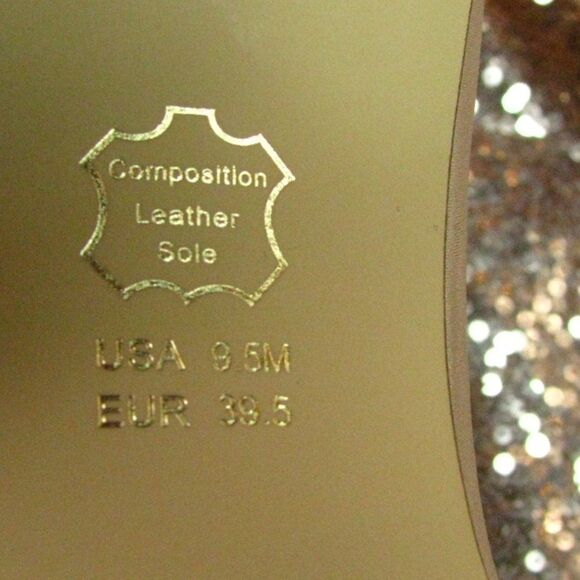 Composition
Leather
Sole
USA 9.5M
EUR 39.5